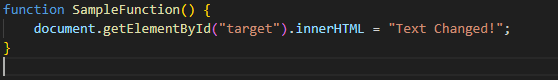 function SampleFunction() {
    document.getElementById("target").innerHTML = "Text Changed!";
}